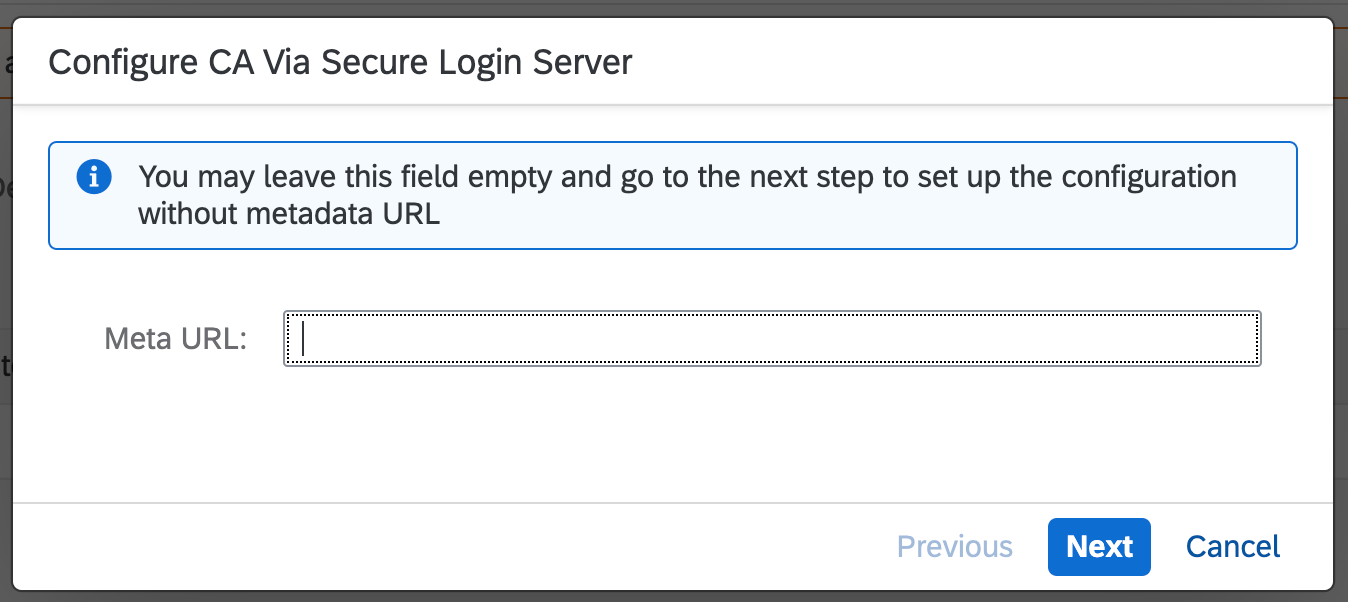 Configure CA Via Secure Login Server
You may leave this field empty and go to the next step to set up the configuration
without metadata URL
Meta URL:
Previous
Next
Cancel